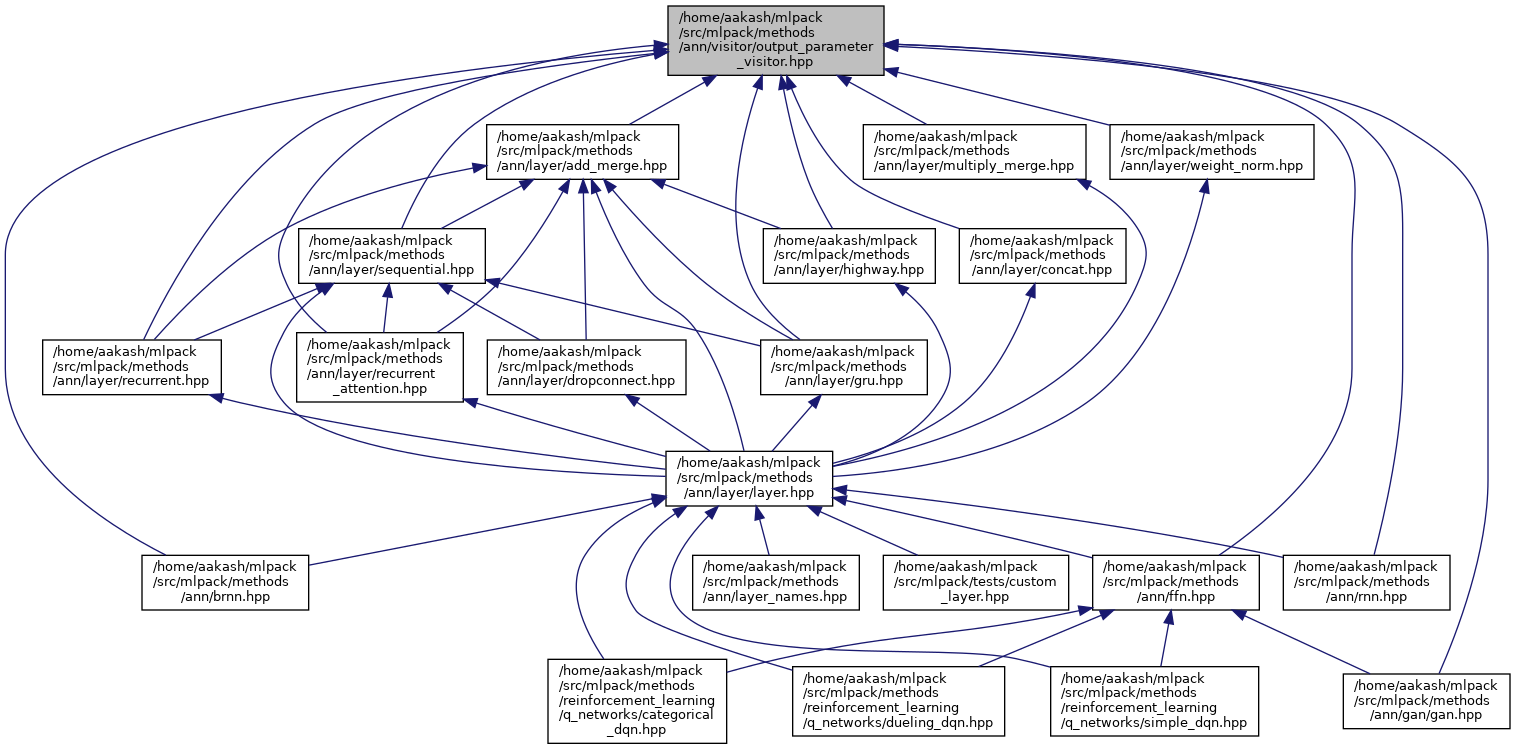 /home/aakash/mlpack
/src/mlpack/methods
/ann/visitor/output_parameter
_visitor.hpp
/home/aakash/mlpack
/src/mlpack/methods
/ann/layer/add_merge.hpp
/home/aakash/mlpack
/src/mlpack/methods
/ann/layer/multiply_merge.hpp
/home/aakash/mlpack
/src/mlpack/methods
/ann/layer/weight_norm.hpp
/home/aakash/mlpack
/src/mlpack/methods
/ann/layer/sequential.hpp
/home/aakash/mlpack
/src/mlpack/methods
/ann/layer/highway.hpp
/home/aakash/mlpack
/src/mlpack/methods
/ann/layer/concat.hpp
/home/aakash/mlpack
/src/mlpack/methods
/ann/layer/recurrent.hpp
/home/aakash/mlpack
/src/mlpack/methods
/ann/layer/recurrent
_attention.hpp
/home/aakash/mlpack
/src/mlpack/methods
/ann/layer/dropconnect.hpp
/home/aakash/mlpack
/src/mlpack/methods
/ann/layer/gru.hpp
/home/aakash/mlpack
/src/mlpack/methods
/ann/layer/layer.hpp
/home/aakash/mlpack
/src/mlpack/methods
/ann/brnn.hpp
/home/aakash/mlpack
/src/mlpack/methods
/ann/layer_names.hpp
/home/aakash/mlpack
/src/mlpack/tests/custom
_layer.hpp
/home/aakash/mlpack
/src/mlpack/methods
/ann/ffn.hpp
/home/aakash/mlpack
/src/mlpack/methods
/ann/rnn.hpp
/home/aakash/mlpack
/src/mlpack/methods
/reinforcement_learning
/q_networks/categorical
_dqn.hpp
/home/aakash/mlpack
/src/mlpack/methods
/reinforcement_learning
/q_networks/dueling_dqn.hpp
/home/aakash/mlpack
/src/mlpack/methods
/reinforcement_learning
/q_networks/simple_dqn.hpp
/home/aakash/mlpack
/src/mlpack/methods
/ann/gan/gan.hpp